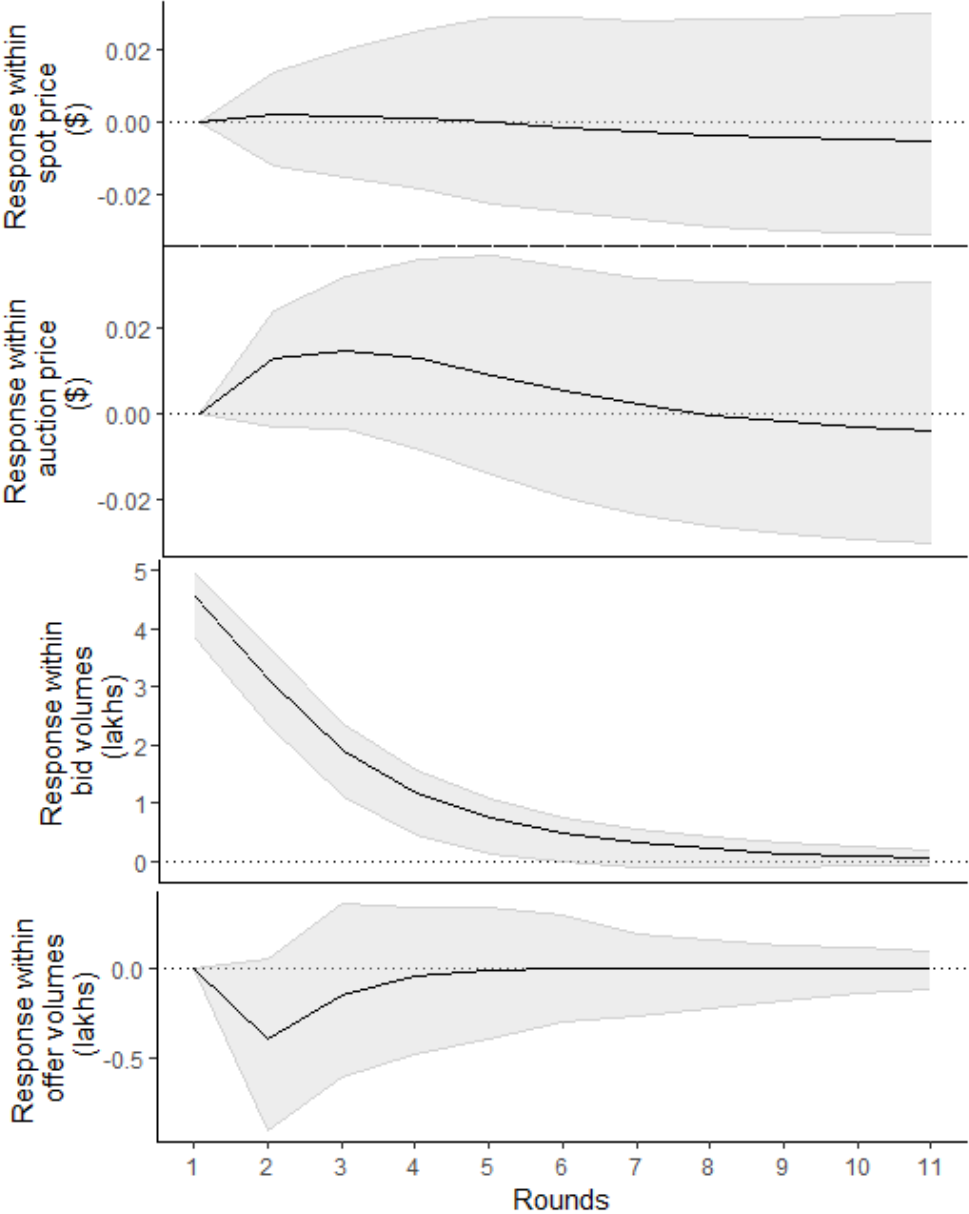 Response within
spot price
($)
0.02
0.00
-0.02
Response within
auction price
($)
0.02
0.00
-0.02
Response within
bid volumes
(lakhs)
5
4
3
2
1
0
Response within
offer volumes
(lakhs)
0.0
-0.5
1 2 3 4 5 6 7 8 9 10 11
Rounds